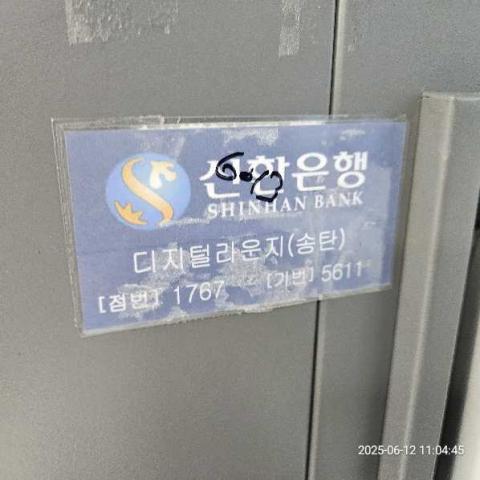 신한은행
SHINHAN BANK
디지털라운지(송탄)
[점번] 1767 [기번] 5611
2025-06-12 11:04:45